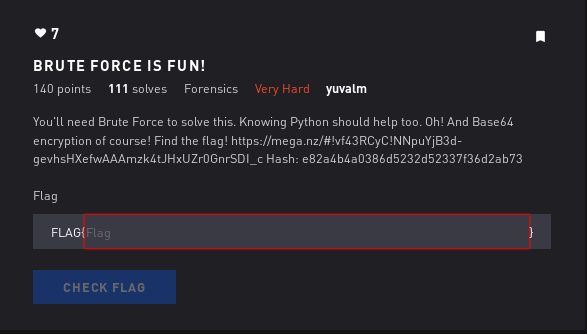 7
BRUTE FORCE IS FUN!
140 points 111 solves Forensics Very Hard yuvalm
You'll need Brute Force to solve this. Knowing Python should help too. Oh! And Base64
encryption of course! Find the flag! https://mega.nz/#!vf43RCyC!NNpuYjB3d-
gevhsHXefwAAAmzk4tJHxUZr0GnrSDI_c Hash: e82a4b4a0386d5232d52337f36d2ab73
Flag
FLAG{Flag}
CHECK FLAG